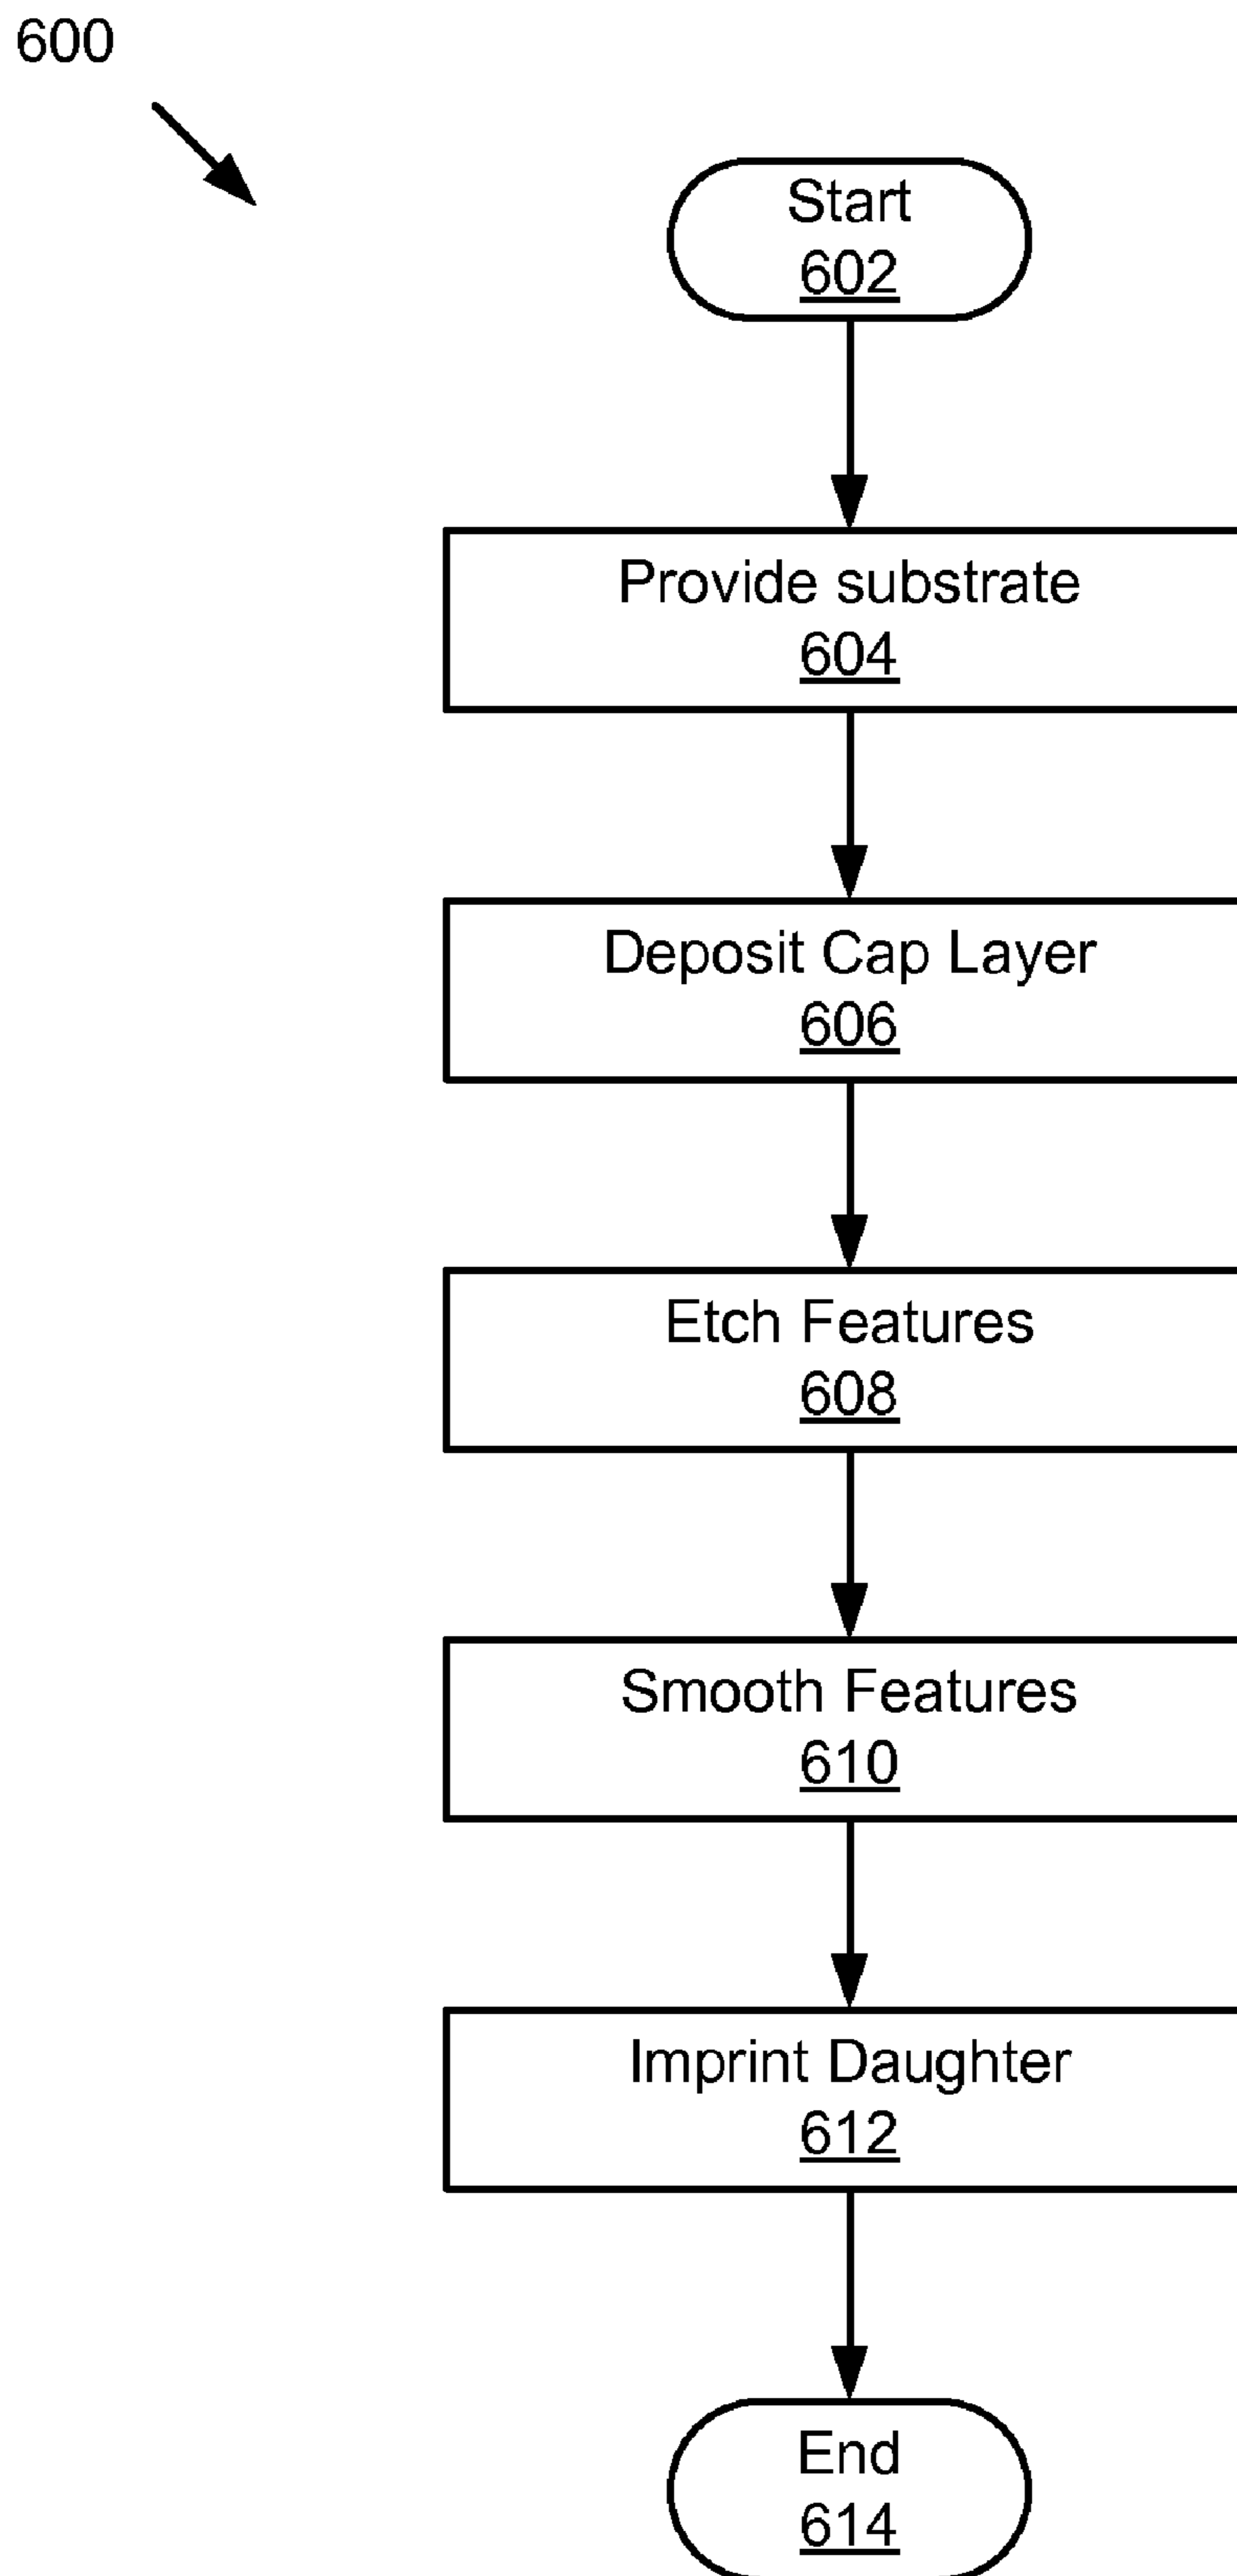 600
Start
602
Provide substrate
604
Deposit Cap Layer
606
Etch Features
608
Smooth Features
610
Imprint Daughter
612
End
614